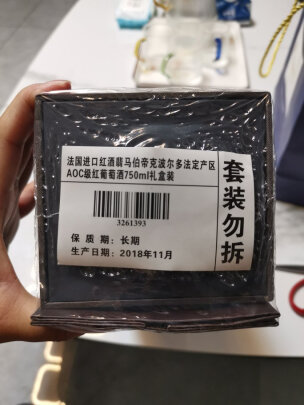 法国进口红酒翡马伯帝克波尔多法定产区
AOC级红葡萄酒750ml礼盒装
3261393
保 质 期：长期
生产日期：2018年11月
套装勿拆